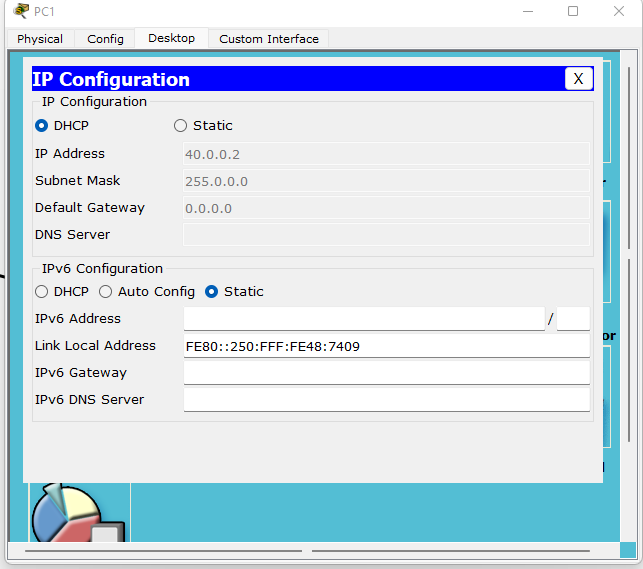 PC1
Physical Config Desktop Custom Interface
IP Configuration X
IP Configuration
DHCP Static
IP Address 40.0.0.2
Subnet Mask 255.0.0.0
Default Gateway 0.0.0.0
DNS Server
IPv6 Configuration
DHCP Auto Config Static
IPv6 Address /
Link Local Address FE80::250:FFF:FE48:7409
IPv6 Gateway
IPv6 DNS Server